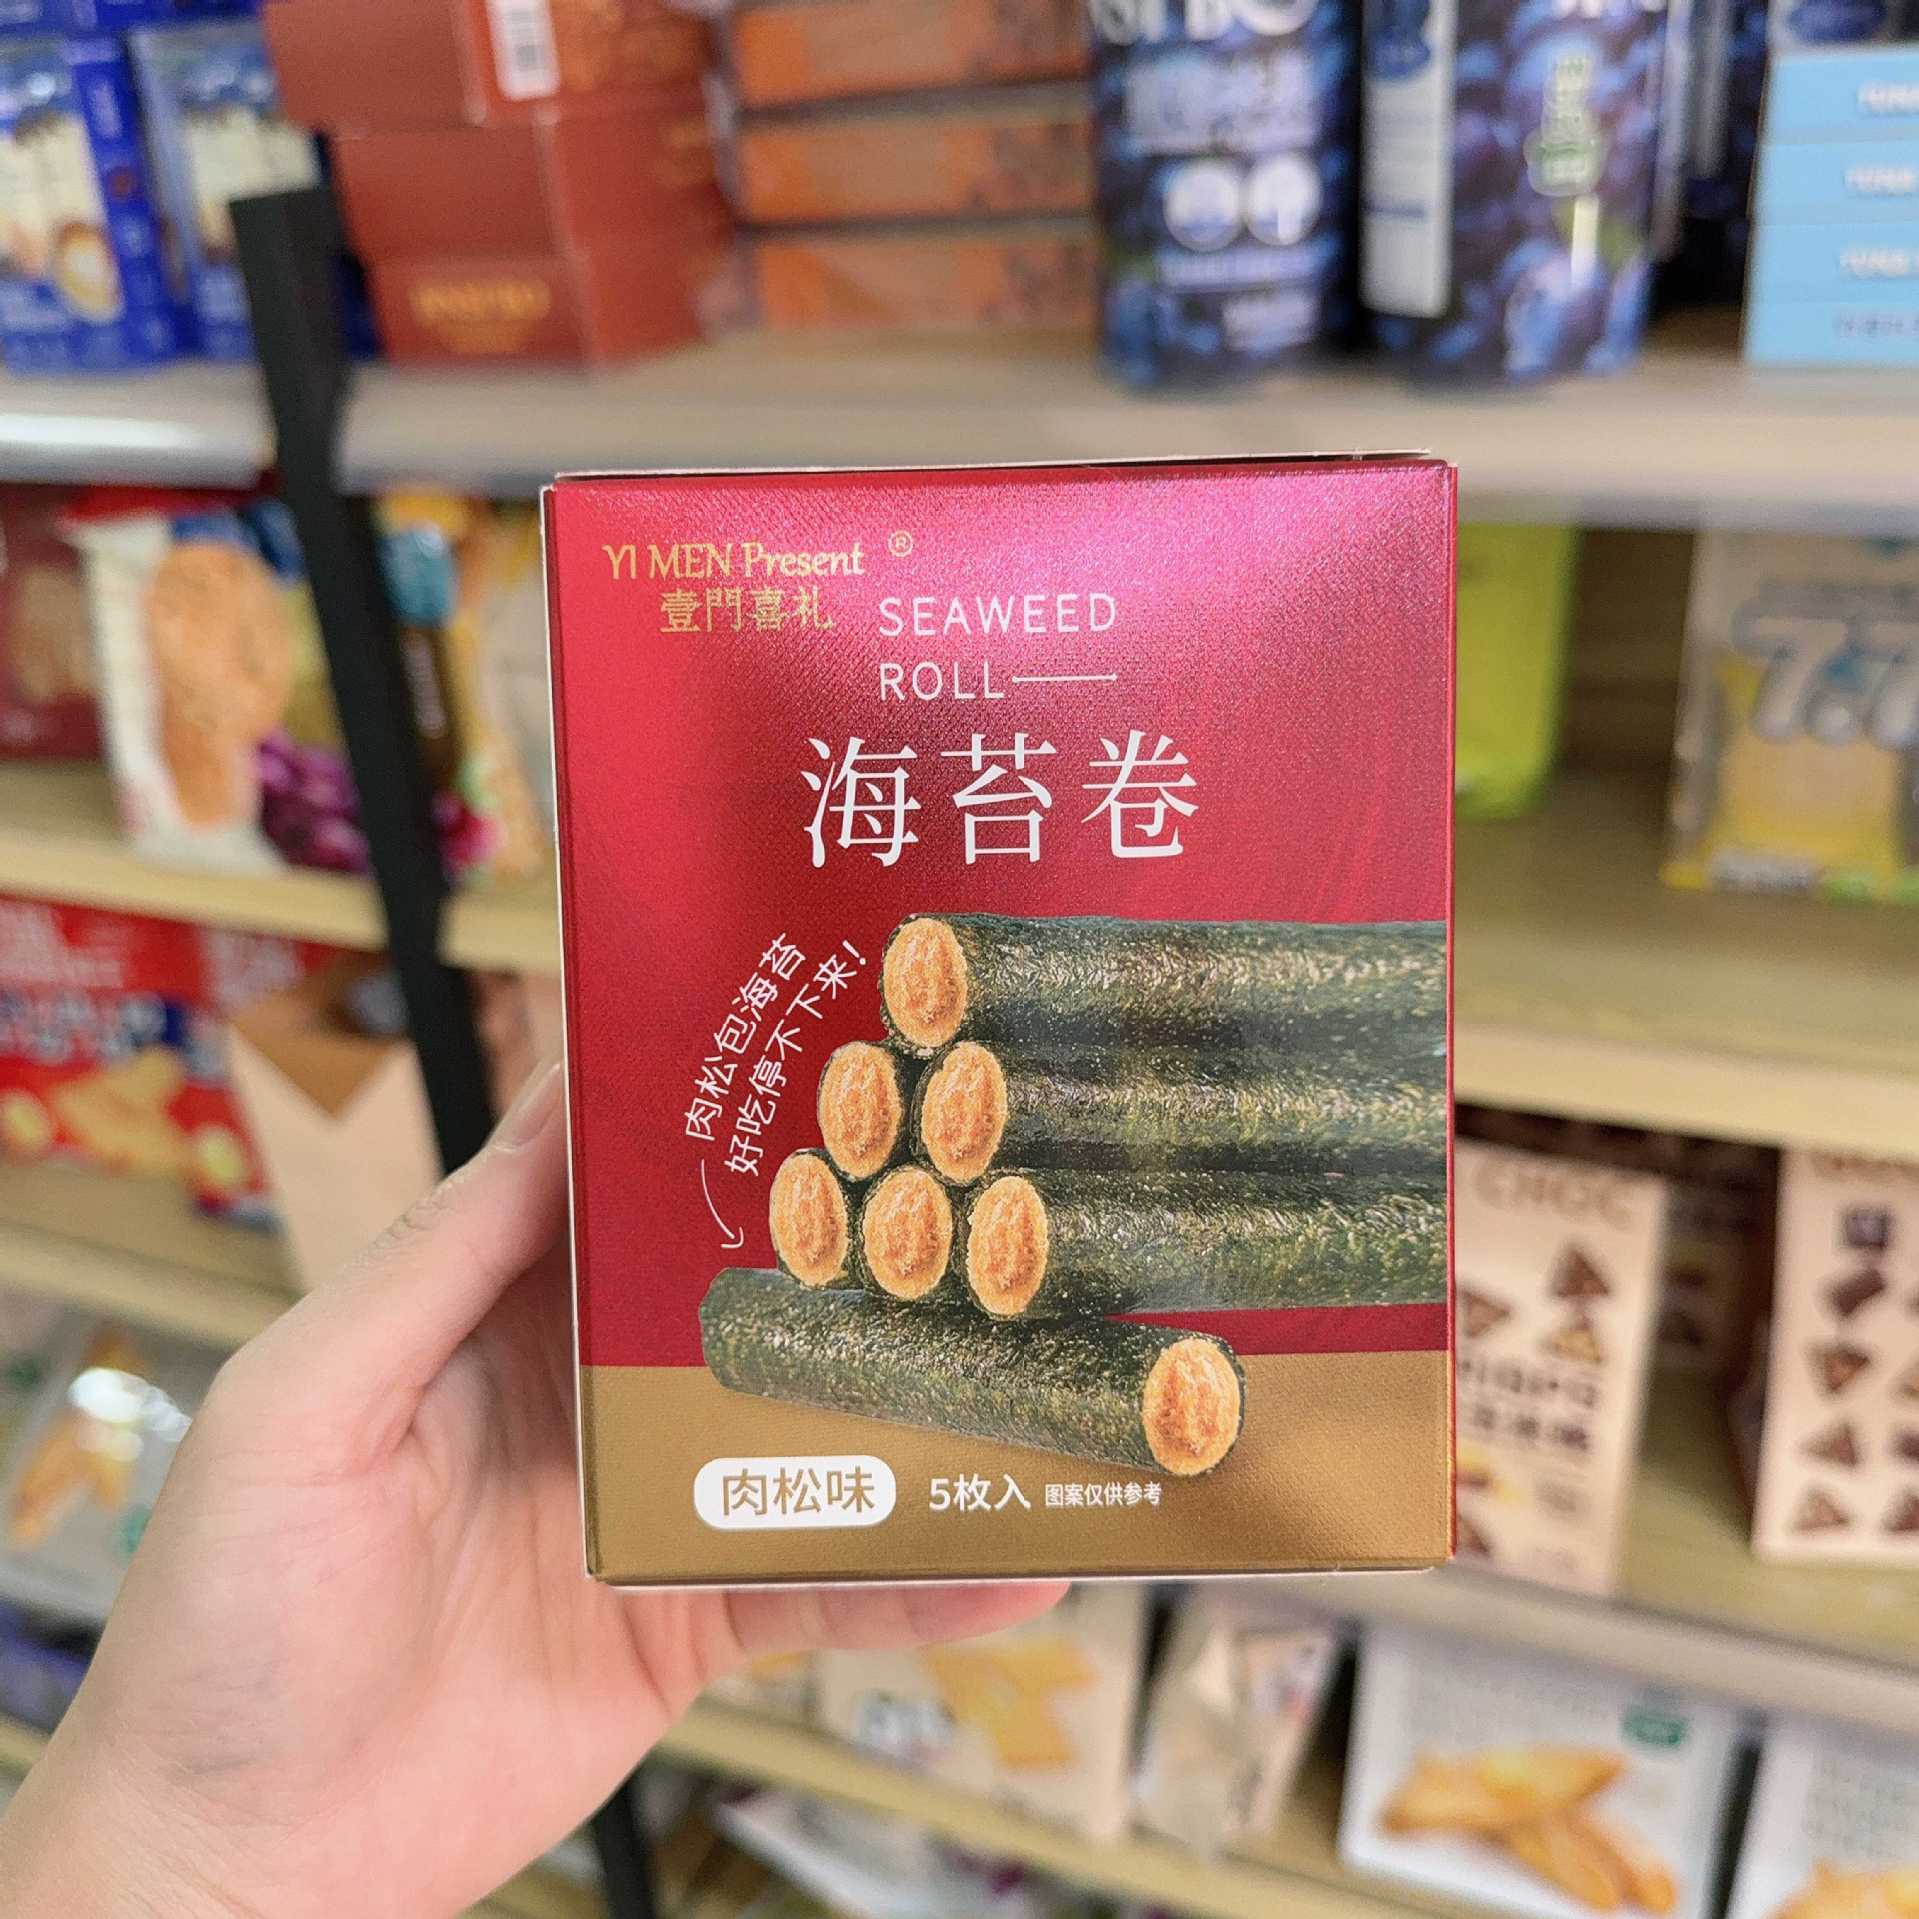 YI MEN Present ®
壹門喜礼
SEAWEED
ROLL
海苔卷
肉松包海苔
好吃停不下来!
肉松味
5枚入 图案仅供参考
CHOC